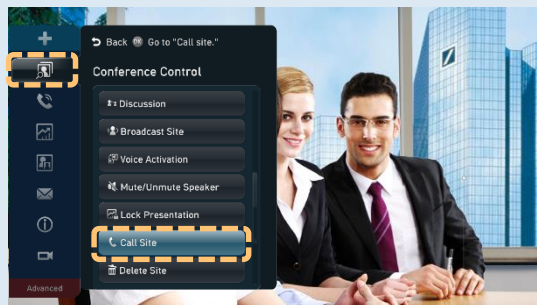 Back OK Go to "Call site."
Conference Control
Discussion
Broadcast Site
Voice Activation
Mute/Unmute Speaker
Lock Presentation
Call Site
Delete Site
Advanced